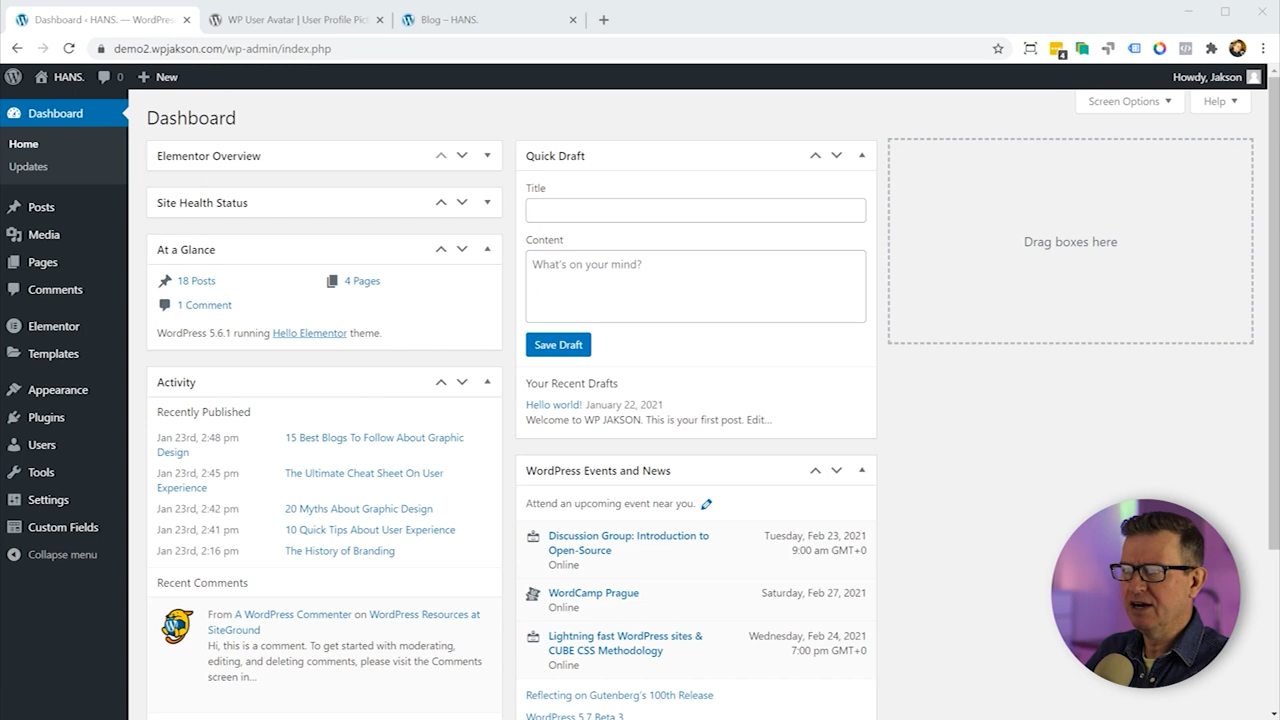 Dashboard ‹ HANS. — WordPres
WP User Avatar | User Profile Pict
Blog – HANS.
demo2.wpjakson.com/wp-admin/index.php
4
HANS.
0
New
Howdy, Jakson
Dashboard
Home
Updates
Posts
Media
Pages
Comments
Elementor
Templates
Appearance
Plugins
Users
Tools
Settings
Custom Fields
Collapse menu
Screen Options
Help
Dashboard
Elementor Overview
Site Health Status
At a Glance
18 Posts
4 Pages
1 Comment
WordPress 5.6.1 running Hello Elementor theme.
Activity
Recently Published
Jan 23rd, 2:48 pm 15 Best Blogs To Follow About Graphic
Design
Jan 23rd, 2:45 pm The Ultimate Cheat Sheet On User
Experience
Jan 23rd, 2:42 pm 20 Myths About Graphic Design
Jan 23rd, 2:41 pm 10 Quick Tips About User Experience
Jan 23rd, 2:16 pm The History of Branding
Recent Comments
From A WordPress Commenter on WordPress Resources at
SiteGround
Hi, this is a comment. To get started with moderating,
editing, and deleting comments, please visit the Comments
screen in…
Quick Draft
Title
Content
What's on your mind?
Save Draft
Your Recent Drafts
Hello world! January 22, 2021
Welcome to WP JAKSON. This is your first post. Edit…
WordPress Events and News
Attend an upcoming event near you.
Discussion Group: Introduction to
Open-Source
Online
Tuesday, Feb 23, 2021
9:00 am GMT+0
WordCamp Prague
Online
Saturday, Feb 27, 2021
Lightning fast WordPress sites &
CUBE CSS Methodology
Online
Wednesday, Feb 24, 2021
7:00 pm GMT+0
Reflecting on Gutenberg's 100th Release
WordPress 5.7 Beta 3
Drag boxes here